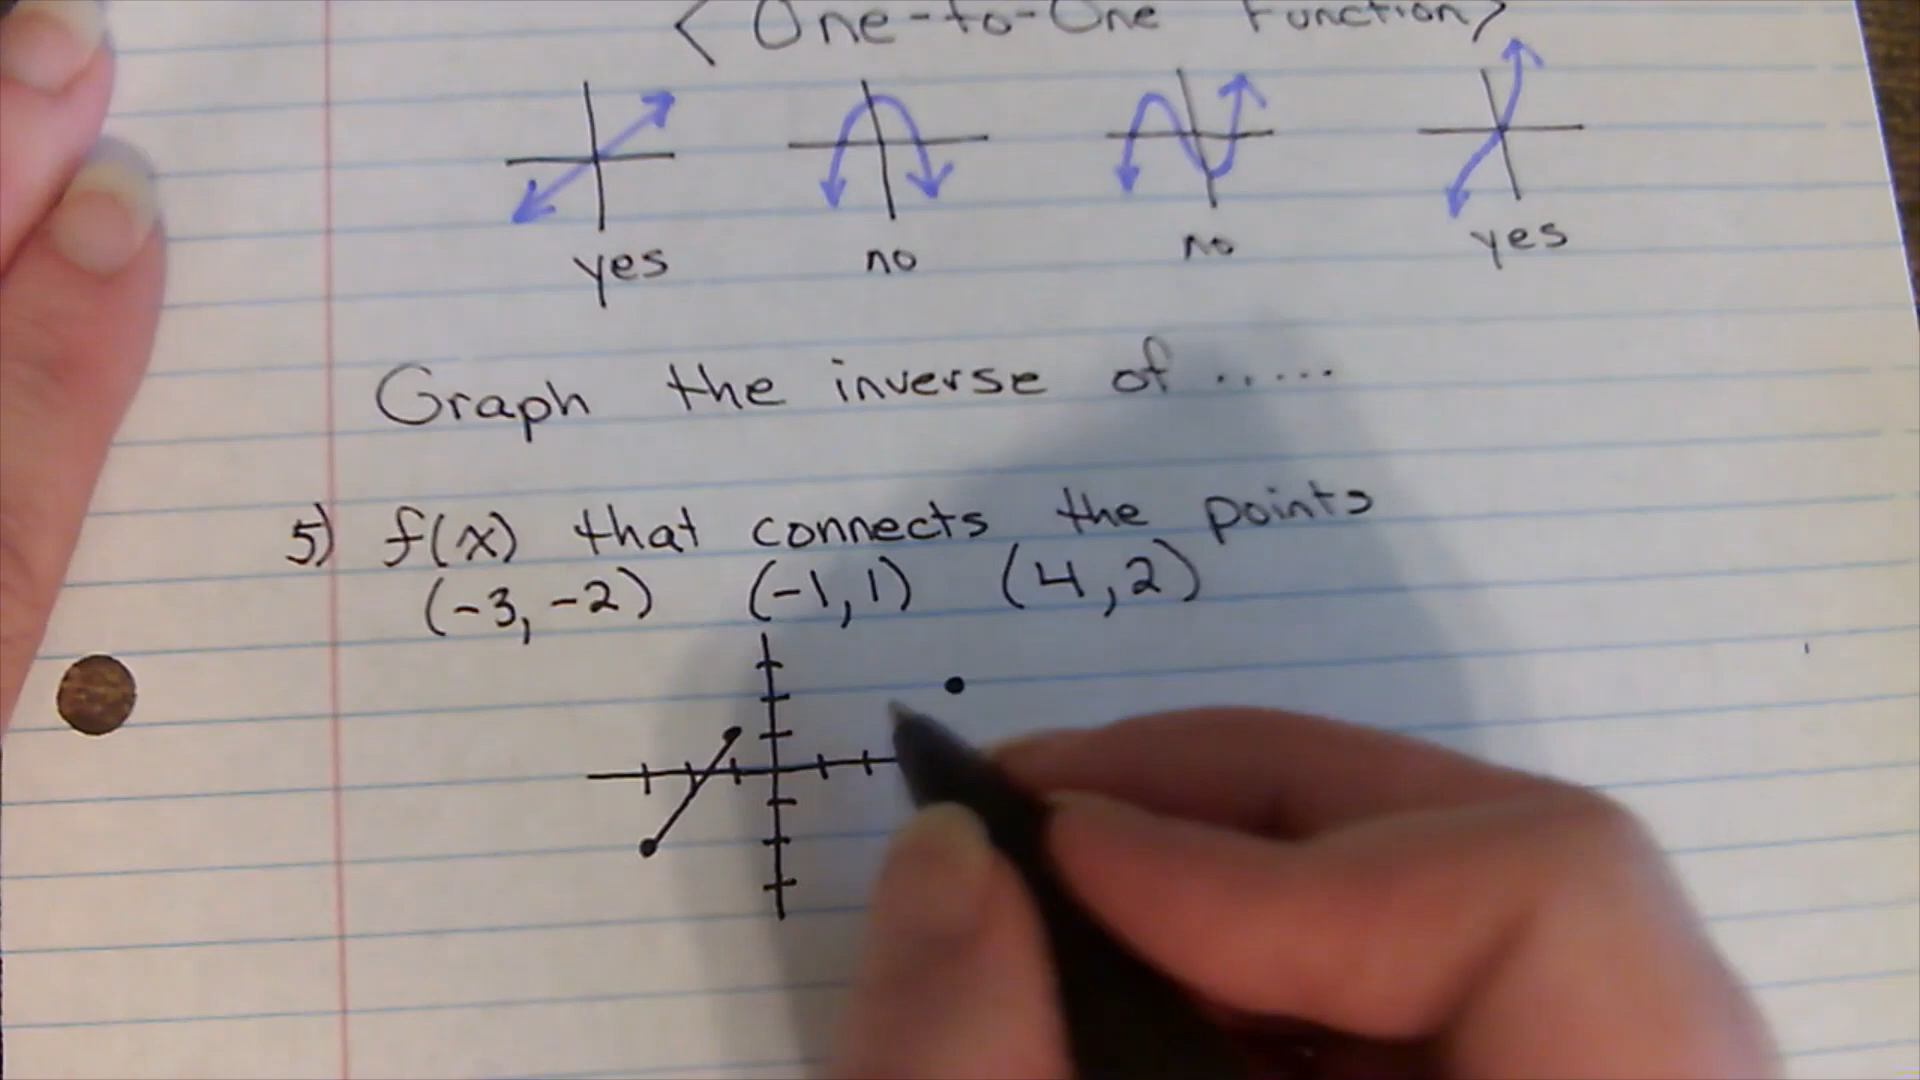 <One-to-One Function>
yes no no yes
Graph the inverse of .....
5) f(x) that connects the points
(-3,-2) (-1,1) (4,2)